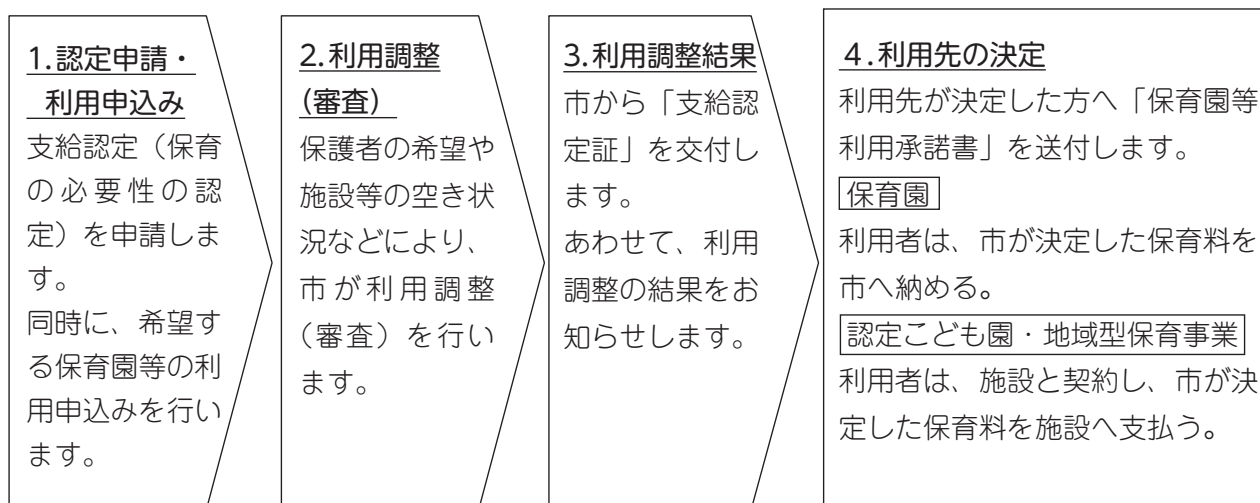 1.認定申請・
利用申込み
支給認定（保育
の必要性の認
定）を申請しま
す。
同時に、希望す
る保育園等の利
用申込みを行い
ます。
2.利用調整
（審査）
保護者の希望や
施設等の空き状
況などにより、
市が利用調整
（審査）を行い
ます。
3.利用調整結果
市から「支給認
定証」を交付し
ます。
あわせて、利用
調整の結果をお
知らせします。
４.利用先の決定
利用先が決定した方へ「保育園等
利用承諾書」を送付します。
保育園
利用者は、市が決定した保育料を
市へ納める。
認定こども園・地域型保育事業
利用者は、施設と契約し、市が決
定した保育料を施設へ支払う。